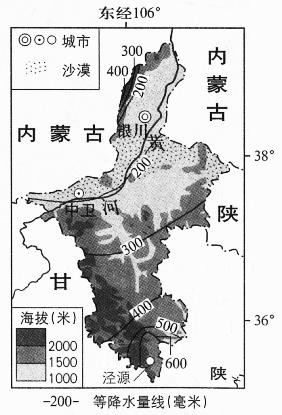 东经106°
城市
沙漠
内
蒙
古
300
400
200
内蒙古
银川
黄
38°
200
中卫
河
陕
300
甘
400
500
36°
海拔(米)
2000
1500
1000
600
泾源
陕
-200- 等降水量线(毫米)